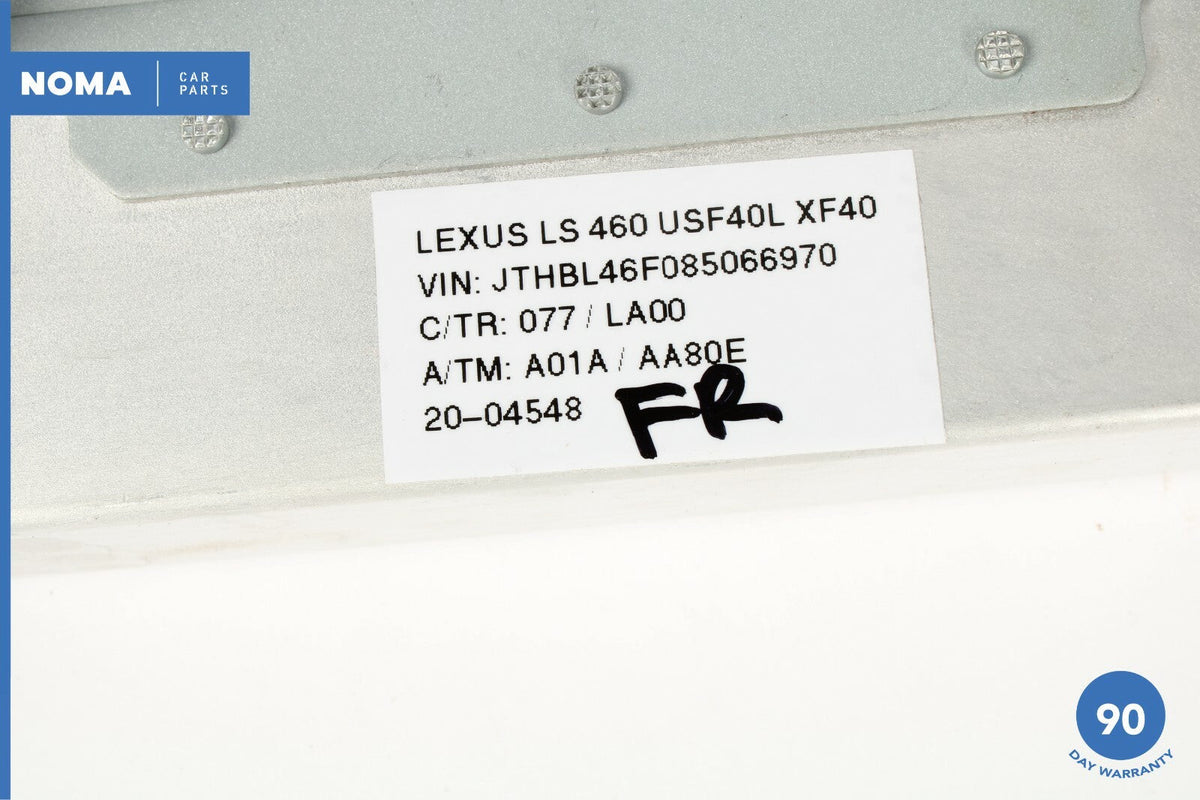 NOMA
CAR
PARTS
LEXUS LS 460 USF40L XF40
VIN: JTHBL46F085066970
C/TR: 077 / LA00
A/TM: A01A / AA80E
20-04548
FR
90
DAY WARRANTY